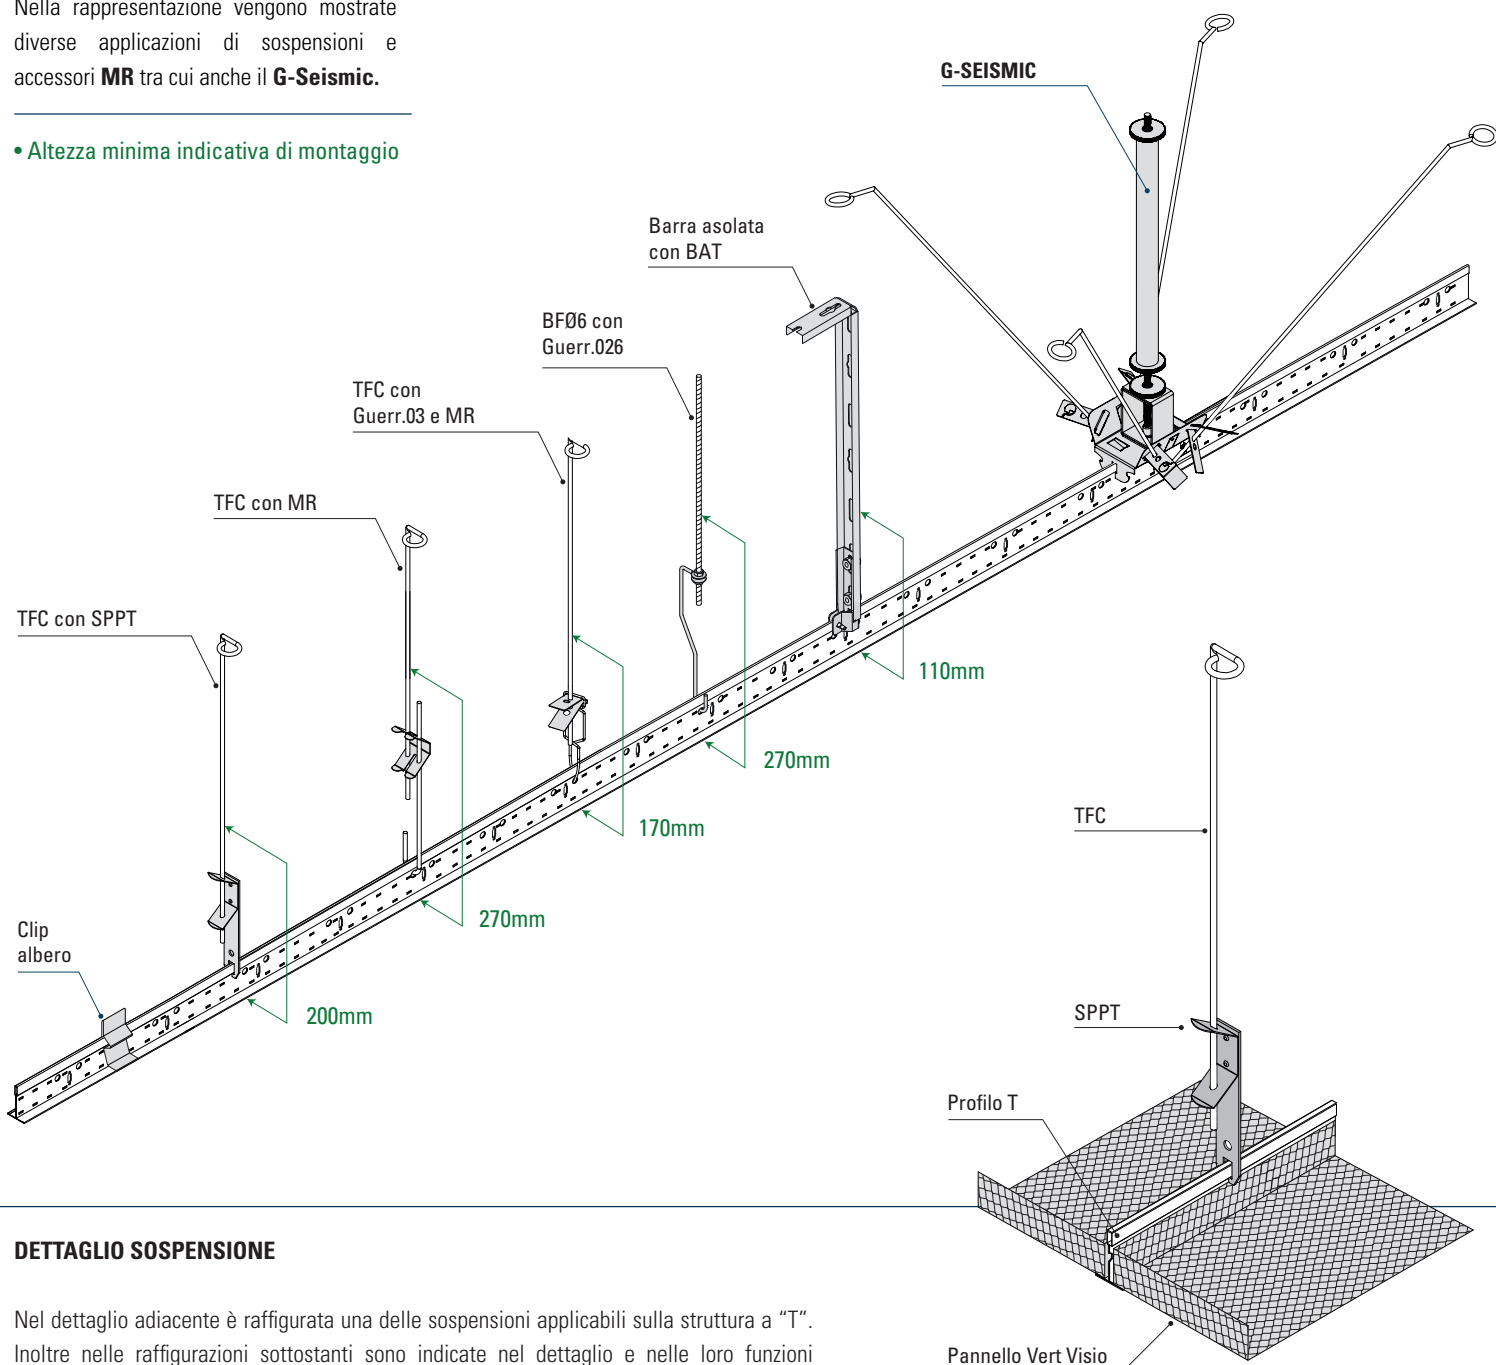 Nella rappresentazione vengono mostrate
diverse applicazioni di sospensioni e
accessori MR tra cui anche il G-Seismic.
• Altezza minima indicativa di montaggio
G-SEISMIC
Barra asolata
con BAT
BFØ6 con
Guerr.026
TFC con
Guerr.03 e MR
TFC con MR
TFC con SPPT
Clip
albero
110mm
270mm
170mm
270mm
200mm
TFC
SPPT
Profilo T
Pannello Vert Visio
DETTAGLIO SOSPENSIONE
Nel dettaglio adiacente è raffigurata una delle sospensioni applicabili sulla struttura a “T”.
Inoltre nelle raffigurazioni sottostanti sono indicate nel dettaglio e nelle loro funzioni